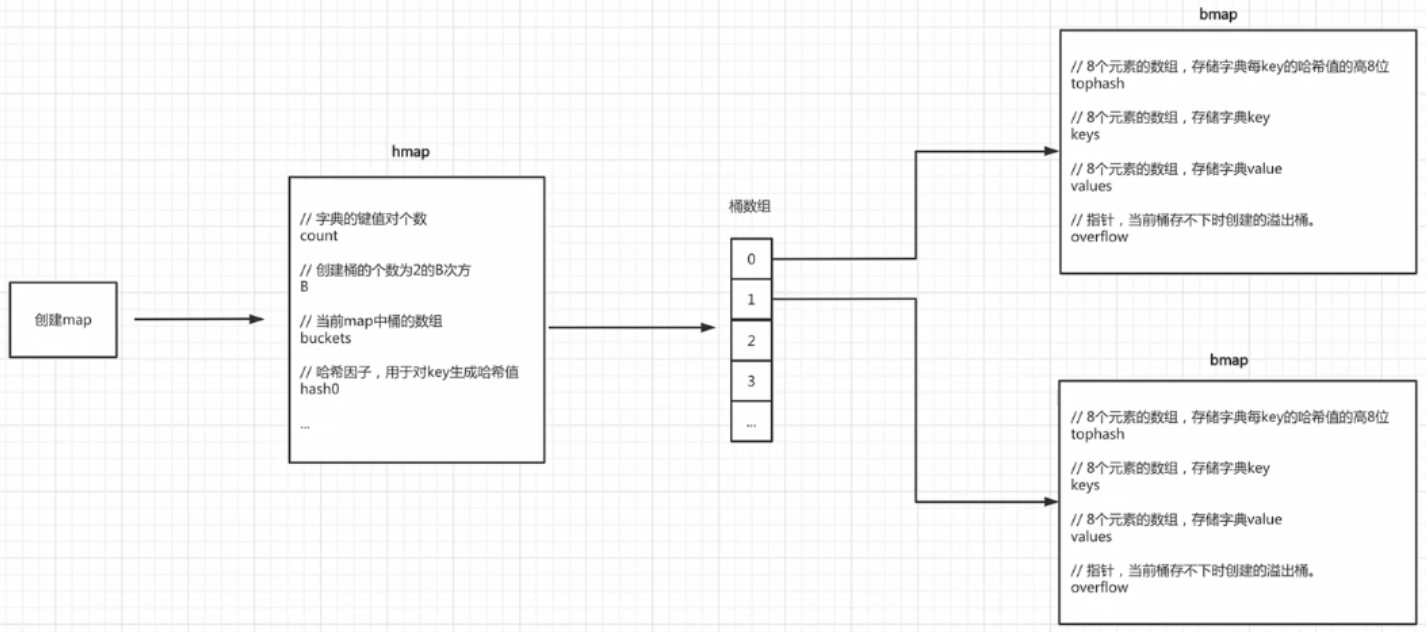 创建map
hmap
// 字典的键值对个数
count
// 创建桶的个数为2的B次方
B
// 当前map中桶的数组
buckets
// 哈希因子，用于对key生成哈希值
hash0
...
桶数组
0
1
2
3
...
bmap
// 8个元素的数组，存储字典每key的哈希值的高8位
tophash
// 8个元素的数组，存储字典key
keys
// 8个元素的数组，存储字典value
values
// 指针，当前桶存不下时创建的溢出桶。
overflow
bmap
// 8个元素的数组，存储字典每key的哈希值的高8位
tophash
// 8个元素的数组，存储字典key
keys
// 8个元素的数组，存储字典value
values
// 指针，当前桶存不下时创建的溢出桶。
overflow